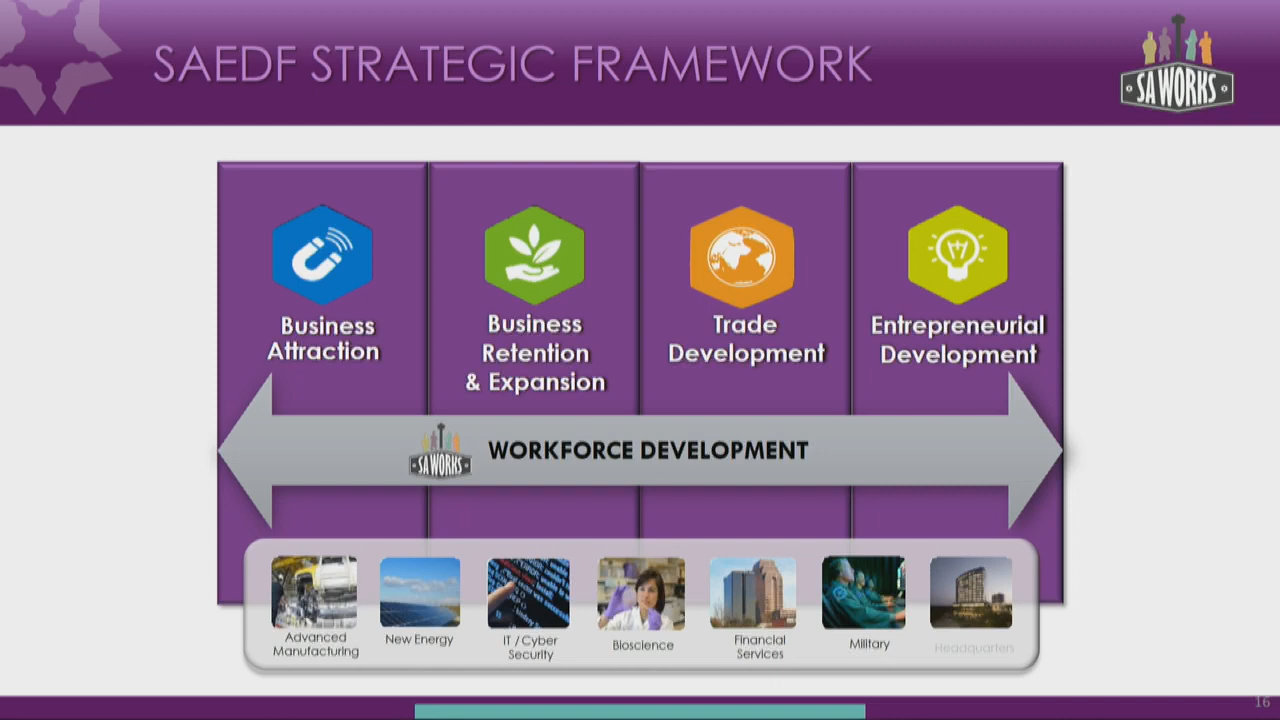 SAEDF STRATEGIC FRAMEWORK
SA WORKS
Business
Attraction
Business
Retention
& Expansion
Trade
Development
Entrepreneurial
Development
SA WORKS
WORKFORCE DEVELOPMENT
Advanced
Manufacturing
New Energy
IT / Cyber
Security
Bioscience
Financial
Services
Military
Headquarters
16